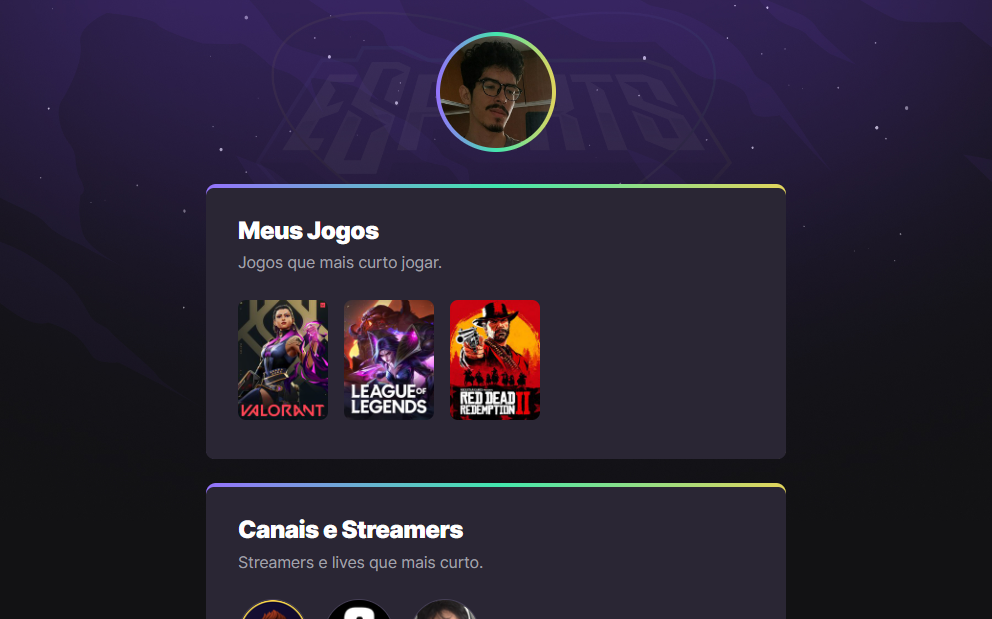 ESPORTS
Meus Jogos
Jogos que mais curto jogar.
VALORANT
LEAGUE OF
LEGENDS
RED DEAD
REDEMPTION II
Canais e Streamers
Streamers e lives que mais curto.